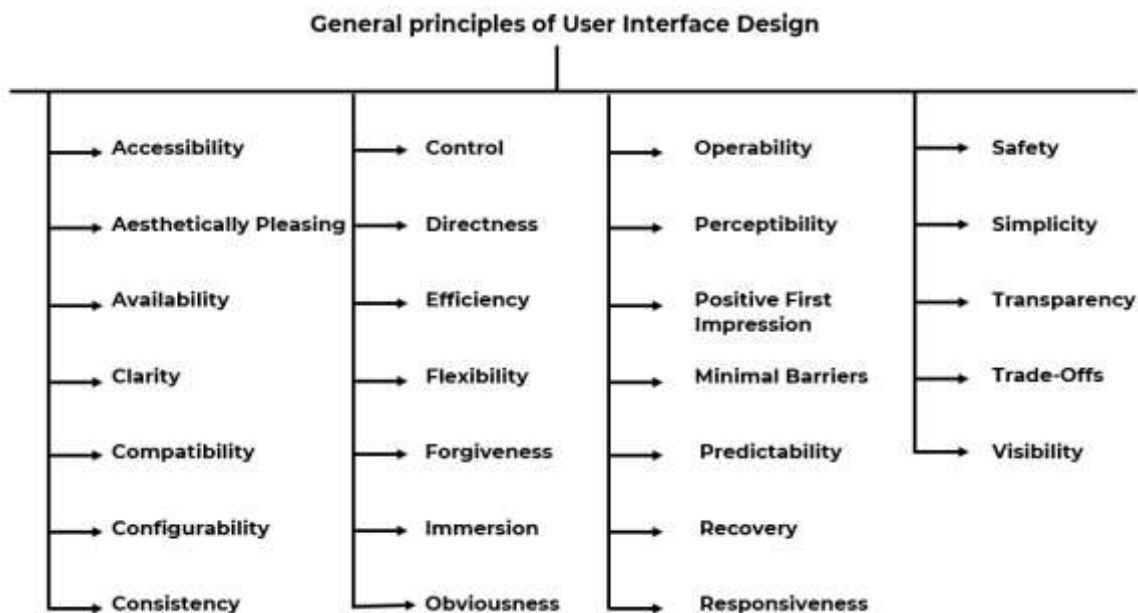 General principles of User Interface Design
Accessibility
Aesthetically Pleasing
Availability
Clarity
Compatibility
Configurability
Consistency
Control
Directness
Efficiency
Flexibility
Forgiveness
Immersion
Obviousness
Operability
Perceptibility
Positive First
Impression
Minimal Barriers
Predictability
Recovery
Responsiveness
Safety
Simplicity
Transparency
Trade-Offs
Visibility